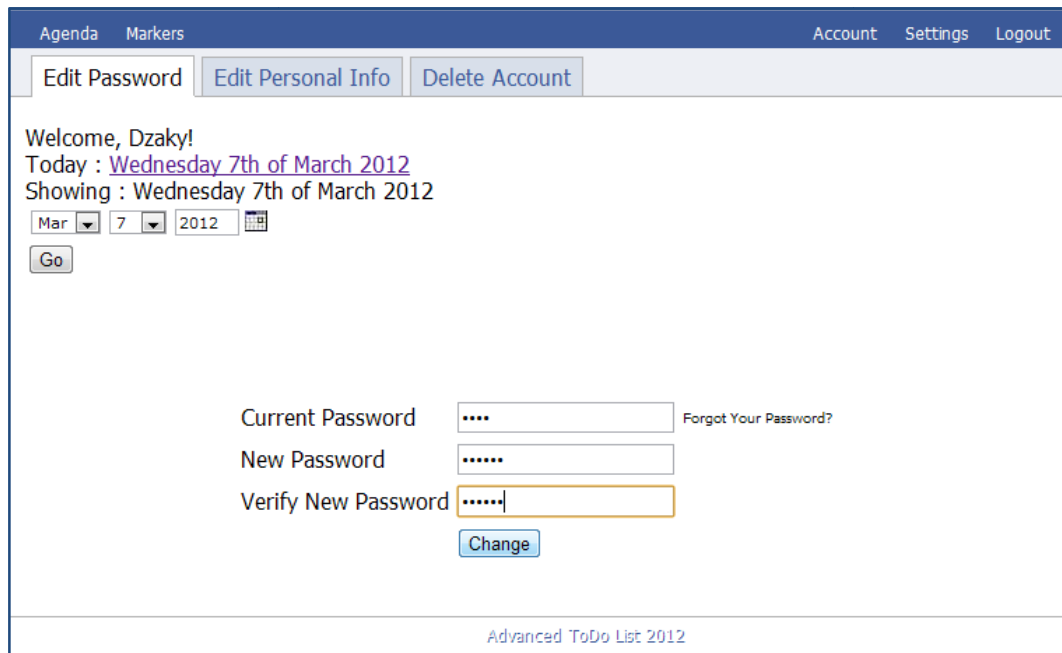 Agenda Markers Account Settings Logout
Edit Password Edit Personal Info Delete Account
Welcome, Dzaky!
Today : Wednesday 7th of March 2012
Showing : Wednesday 7th of March 2012
Mar 7 2012
Go
Current Password •••• Forgot Your Password?
New Password ••••••
Verify New Password ••••••
Change
Advanced ToDo List 2012